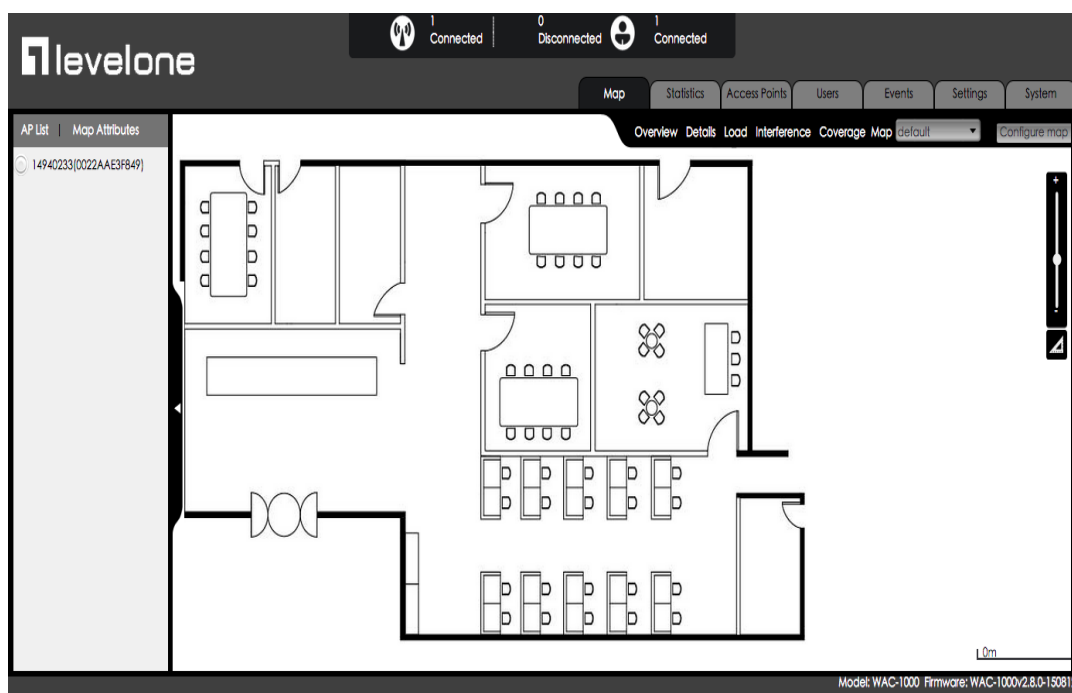 levelone
1
Connected
0
Disconnected
1
Connected
Map Statistics Access Points Users Events Settings System
AP List | Map Attributes
Overview Details Load Interference Coverage Map default Configure map
14940233(0022AAE3F849)
+
-
0m
Model: WAC-1000 Firmware: WAC-1000v2.8.0-15081